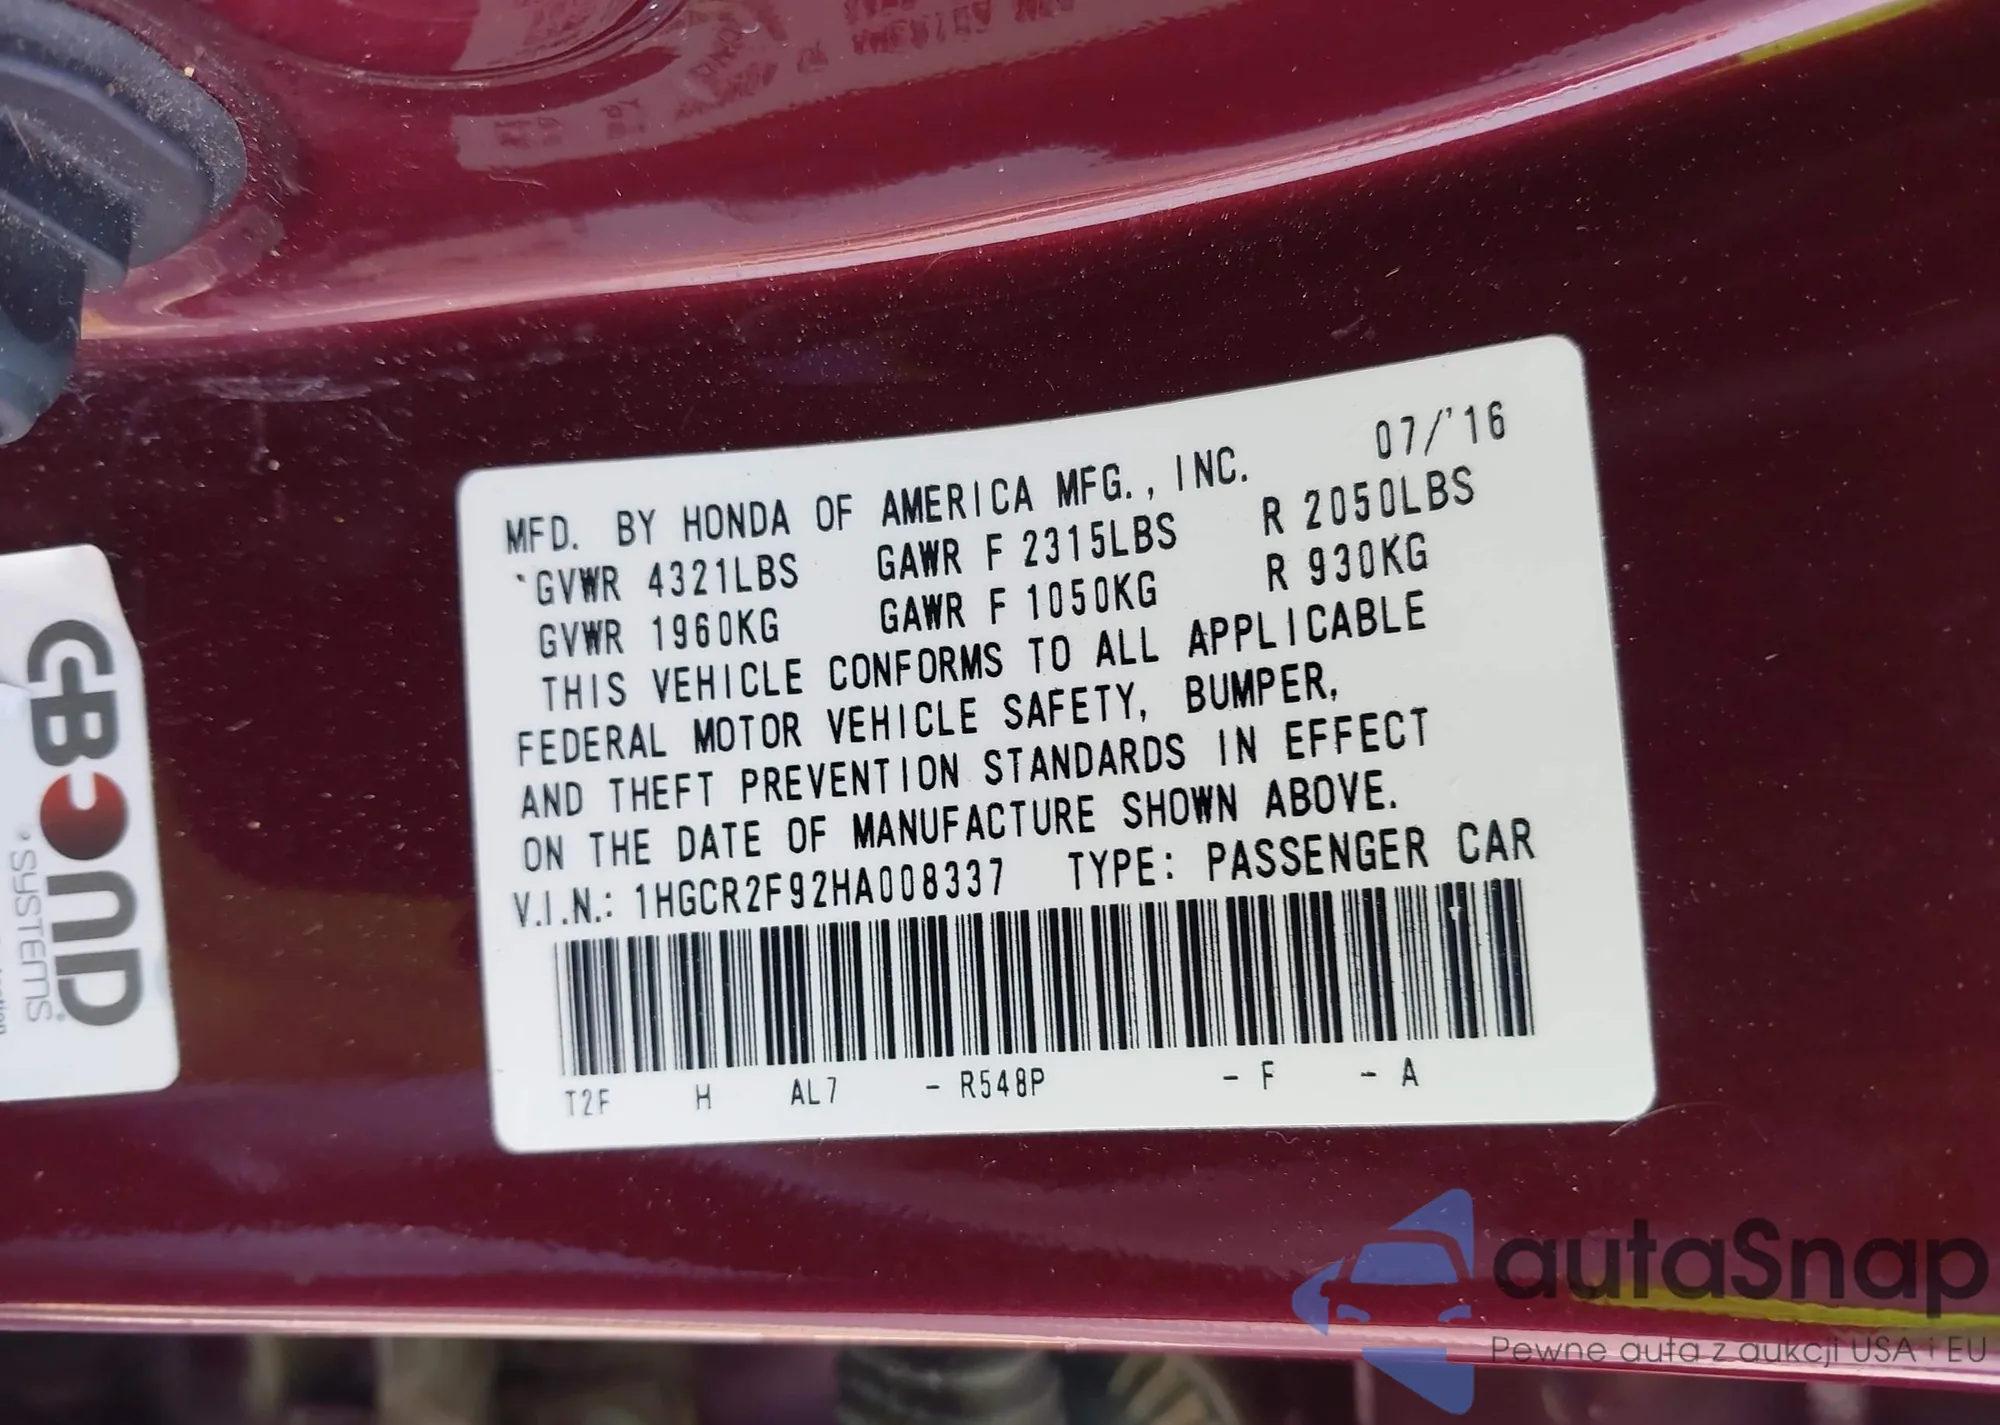 MFD. BY HONDA OF AMERICA MFG., INC. 07/'16
GVWR 4321LBS GAWR F 2315LBS R 2050LBS
GVWR 1960KG GAWR F 1050KG R 930KG
THIS VEHICLE CONFORMS TO ALL APPLICABLE
FEDERAL MOTOR VEHICLE SAFETY, BUMPER,
AND THEFT PREVENTION STANDARDS IN EFFECT
ON THE DATE OF MANUFACTURE SHOWN ABOVE.
V.I.N.: 1HGCR2F92HA008337 TYPE: PASSENGER CAR
T2F H AL7 - R548P - F - A
GBOND
SYSTEMS
autaSnap
Pewne auta z aukcji USA i EU